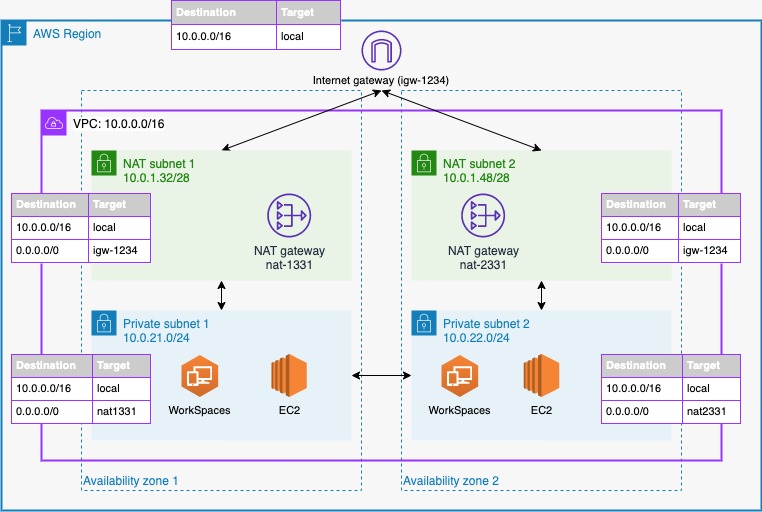 Destination Target
10.0.0.0/16 local
AWS Region
Internet gateway (igw-1234)
VPC: 10.0.0.0/16
NAT subnet 1
10.0.1.32/28
NAT subnet 2
10.0.1.48/28
Destination Target
10.0.0.0/16 local
0.0.0.0/0 igw-1234
NAT gateway
nat-1331
NAT gateway
nat-2331
Destination Target
10.0.0.0/16 local
0.0.0.0/0 igw-1234
Private subnet 1
10.0.21.0/24
Private subnet 2
10.0.22.0/24
Destination Target
10.0.0.0/16 local
0.0.0.0/0 nat1331
WorkSpaces
EC2
WorkSpaces
EC2
Destination Target
10.0.0.0/16 local
0.0.0.0/0 nat2331
Availability zone 1
Availability zone 2